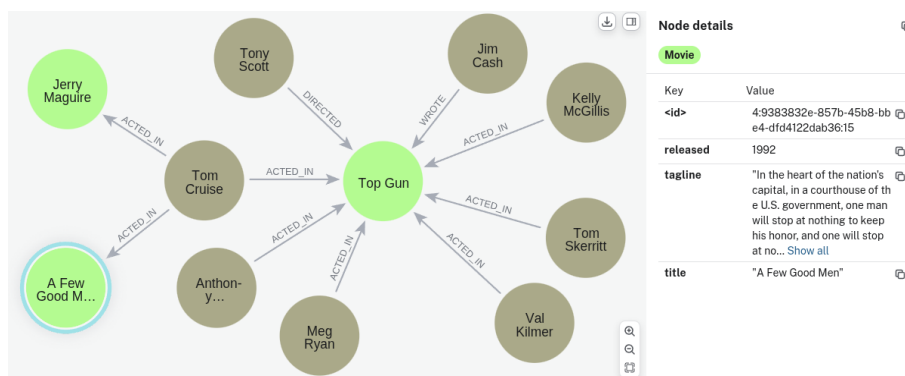 Jerry
Maguire
Tony
Scott
Jim
Cash
Kelly
McGillis
DIRECTED
WROTE
ACTED_IN
ACTED_IN
Tom
Cruise
ACTED_IN
Top Gun
ACTED_IN
ACTED_IN
ACTED_IN
ACTED_IN
ACTED_IN
Tom
Skerritt
A Few
Good M...
Anthon-
y...
Meg
Ryan
Val
Kilmer
Node details
Movie
Key Value
<id> 4:9383832e-857b-45b8-bb
e4-dfd4122dab36:15
released 1992
tagline "In the heart of the nation's
capital, in a courthouse of th
e U.S. government, one man
will stop at nothing to keep
his honor, and one will stop
at no... Show all
title "A Few Good Men"